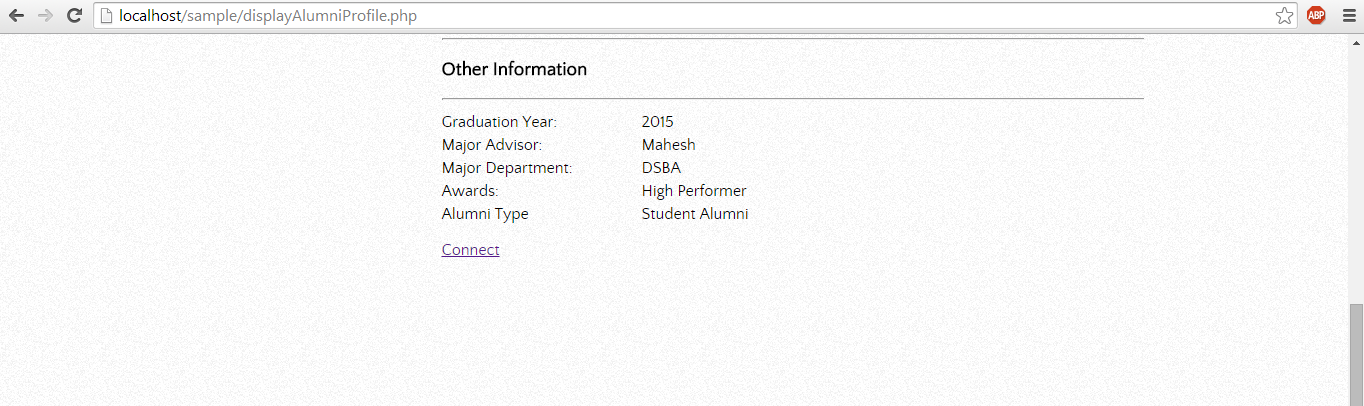 localhost/sample/displayAlumniProfile.php
ABP
Other Information
Graduation Year: 2015
Major Advisor: Mahesh
Major Department: DSBA
Awards: High Performer
Alumni Type Student Alumni
Connect